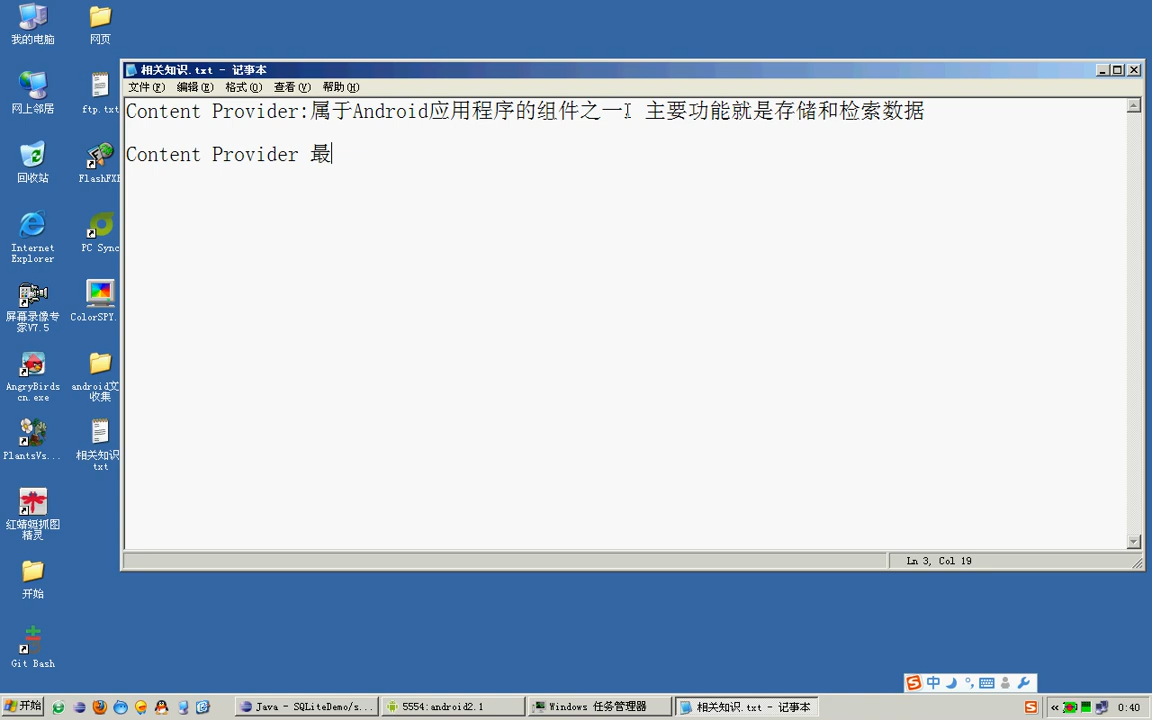 我的电脑
网页
网上邻居
ftp.txt
回收站
FlashFX
Internet
Explorer
PC Sync
屏幕录像专
家V7.5
ColorSPY.
AngryBirds
cn.exe
android文
收集
PlantsVs...
相关知识
txt
红蜻蜓抓图
精灵
开始
Git Bash
相关知识.txt - 记事本
文件(F) 编辑(E) 格式(O) 查看(V) 帮助(H)
Content Provider:属于Android应用程序的组件之一 主要功能就是存储和检索数据
Content Provider 最
Ln 3, Col 19
中
开始
Java - SQLiteDemo/s...
5554:android2.1
Windows 任务管理器
相关知识.txt - 记事本
0:40